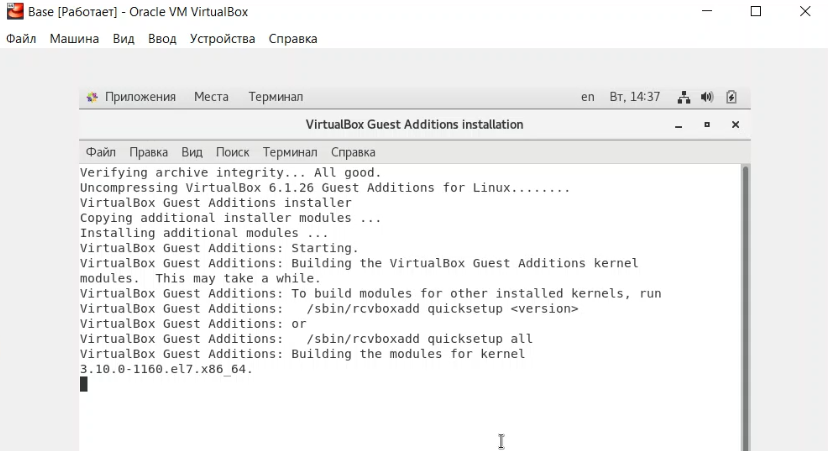 Base [Работает] - Oracle VM VirtualBox
Файл Машина Вид Ввод Устройства Справка
Приложения Места Терминал en Вт, 14:37
VirtualBox Guest Additions installation
Файл Правка Вид Поиск Терминал Справка
Verifying archive integrity... All good.
Uncompressing VirtualBox 6.1.26 Guest Additions for Linux........
VirtualBox Guest Additions installer
Copying additional installer modules ...
Installing additional modules ...
VirtualBox Guest Additions: Starting.
VirtualBox Guest Additions: Building the VirtualBox Guest Additions kernel
modules.  This may take a while.
VirtualBox Guest Additions: To build modules for other installed kernels, run
VirtualBox Guest Additions:   /sbin/rcvboxadd quicksetup <version>
VirtualBox Guest Additions: or
VirtualBox Guest Additions:   /sbin/rcvboxadd quicksetup all
VirtualBox Guest Additions: Building the modules for kernel
3.10.0-1160.el7.x86_64.